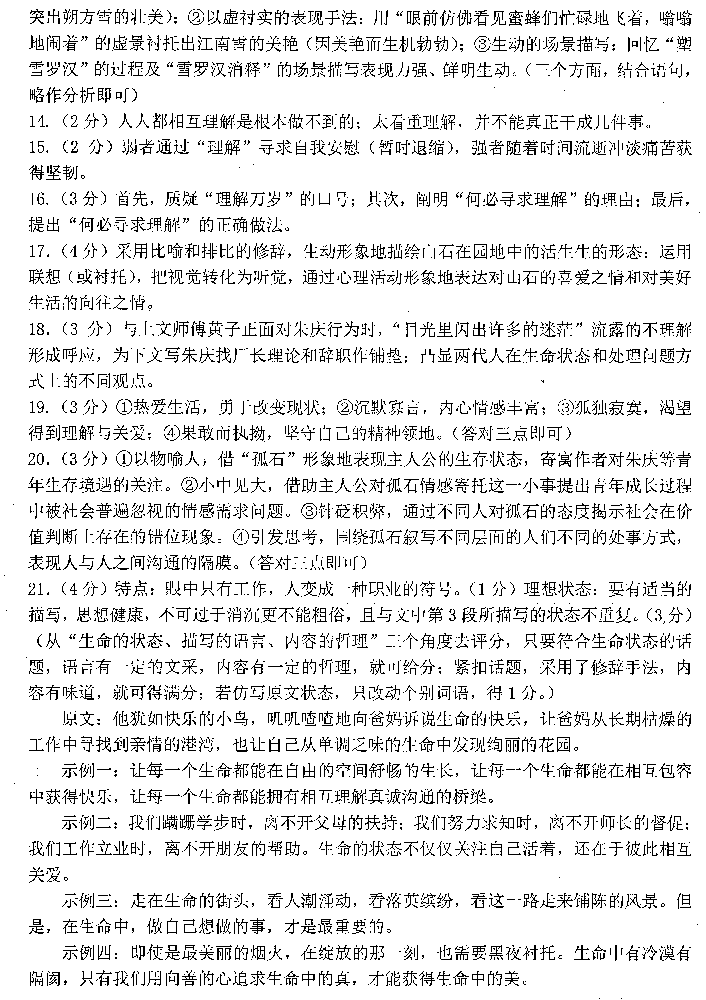 突出朔方雪的壮美）；②以虚衬实的表现手法：用“眼前仿佛看见蜜蜂们忙碌地飞着，嗡嗡
地闹着”的虚景衬托出江南雪的美艳（因美艳而生机勃勃）；③生动的场景描写：回忆“塑
雪罗汉”的过程及“雪罗汉消释”的场景描写表现力强、鲜明生动。（三个方面，结合语句，
略作分析即可）
14.（2 分）人人都相互理解是根本做不到的；太看重理解，并不能真正干成几件事。
15.（2 分）弱者通过“理解”寻求自我安慰（暂时退缩），强者随着时间流逝冲淡痛苦获
得坚韧。
16.（3 分）首先，质疑“理解万岁”的口号；其次，阐明“何必寻求理解”的理由；最后，
提出“何必寻求理解”的正确做法。
17.（4 分）采用比喻和排比的修辞，生动形象地描绘山石在园地中的活生生的形态；运用
联想（或衬托），把视觉转化为听觉，通过心理活动形象地表达对山石的喜爱之情和对美好
生活的向往之情。
18.（3 分）与上文师傅黄子正面对朱庆行为时，“目光里闪出许多的迷茫”流露的不理解
形成呼应，为下文写朱庆找厂长理论和辞职作铺垫；凸显两代人在生命状态和处理问题方
式上的不同观点。
19.（3 分）①热爱生活，勇于改变现状；②沉默寡言，内心情感丰富；③孤独寂寞，渴望
得到理解与关爱；④果敢而执拗，坚守自己的精神领地。（答对三点即可）
20.（3 分）①以物喻人，借“孤石”形象地表现主人公的生存状态，寄寓作者对朱庆等青
年生存境遇的关注。②小中见大，借助主人公对孤石情感寄托这一小事提出青年成长过程
中被社会普遍忽视的情感需求问题。③针砭积弊，通过不同人对孤石的态度揭示社会在价
值判断上存在的错位现象。④引发思考，围绕孤石叙写不同层面的人们不同的处事方式，
表现人与人之间沟通的隔膜。（答对三点即可）
21.（4 分）特点：眼中只有工作，人变成一种职业的符号。（1 分）理想状态：要有适当的
描写，思想健康，不可过于消沉更不能粗俗，且与文中第 3 段所描写的状态不重复。（3 分）
（从“生命的状态、描写的语言、内容的哲理”三个角度去评分，只要符合生命状态的话
题，语言有一定的文采，内容有一定的哲理，就可给分；紧扣话题，采用了修辞手法，内
容有味道，就可得满分；若仿写原文状态，只改动个别词语，得 1 分。）
原文：他犹如快乐的小鸟，叽叽喳喳地向爸妈诉说生命的快乐，让爸妈从长期枯燥的
工作中寻找到亲情的港湾，也让自己从单调乏味的生命中发现绚丽的花园。
示例一：让每一个生命都能在自由的空间舒畅的生长，让每一个生命都能在相互包容
中获得快乐，让每一个生命都能拥有相互理解真诚沟通的桥梁。
示例二：我们蹒跚学步时，离不开父母的扶持；我们努力求知时，离不开师长的督促；
我们工作立业时，离不开朋友的帮助。生命的状态不仅仅关注自己活着，还在于彼此相互
关爱。
示例三：走在生命的街头，看人潮涌动，看落英缤纷，看这一路走来铺陈的风景。但
是，在生命中，做自己想做的事，才是最重要的。
示例四：即使是最美丽的烟火，在绽放的那一刻，也需要黑夜衬托。生命中有冷漠有
隔阂，只有我们用向善的心追求生命中的真，才能获得生命中的美。